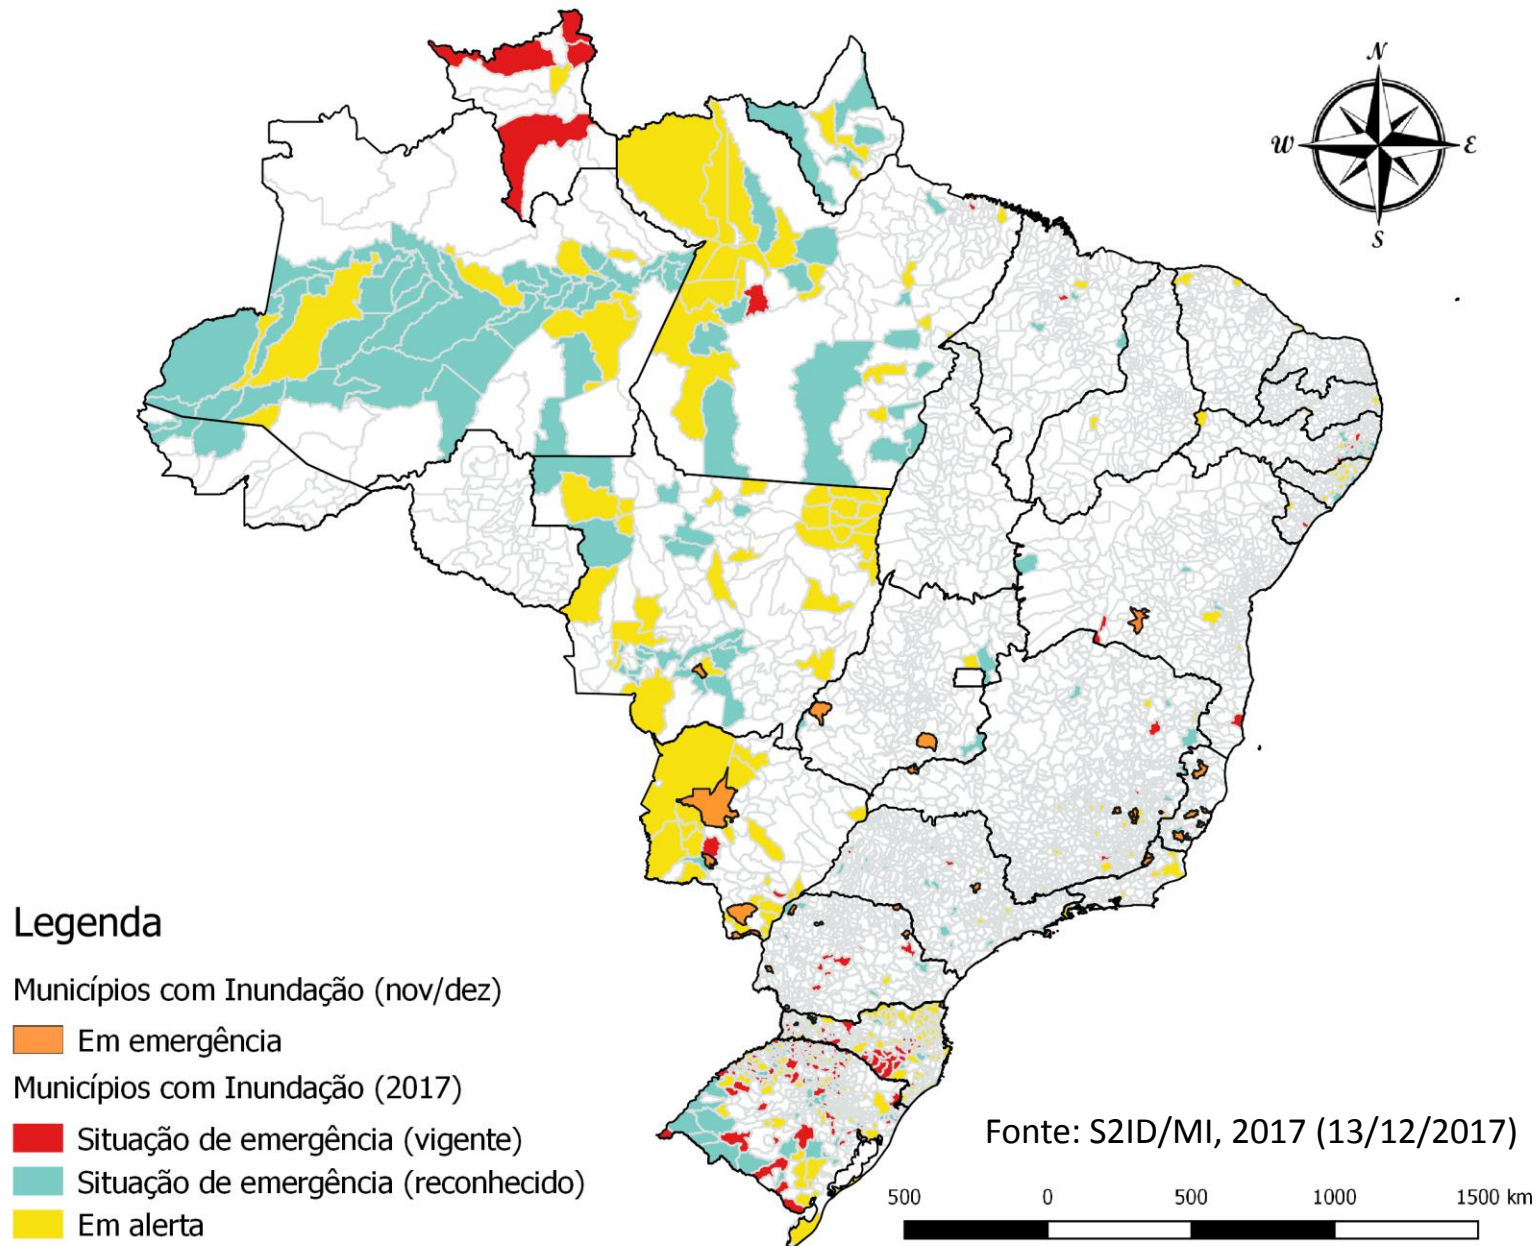 N
W
E
S
Legenda
Municípios com Inundação (nov/dez)
Em emergência
Municípios com Inundação (2017)
Situação de emergência (vigente)
Situação de emergência (reconhecido)
Em alerta
Fonte: S2ID/MI, 2017 (13/12/2017)
500 0 500 1000 1500 km